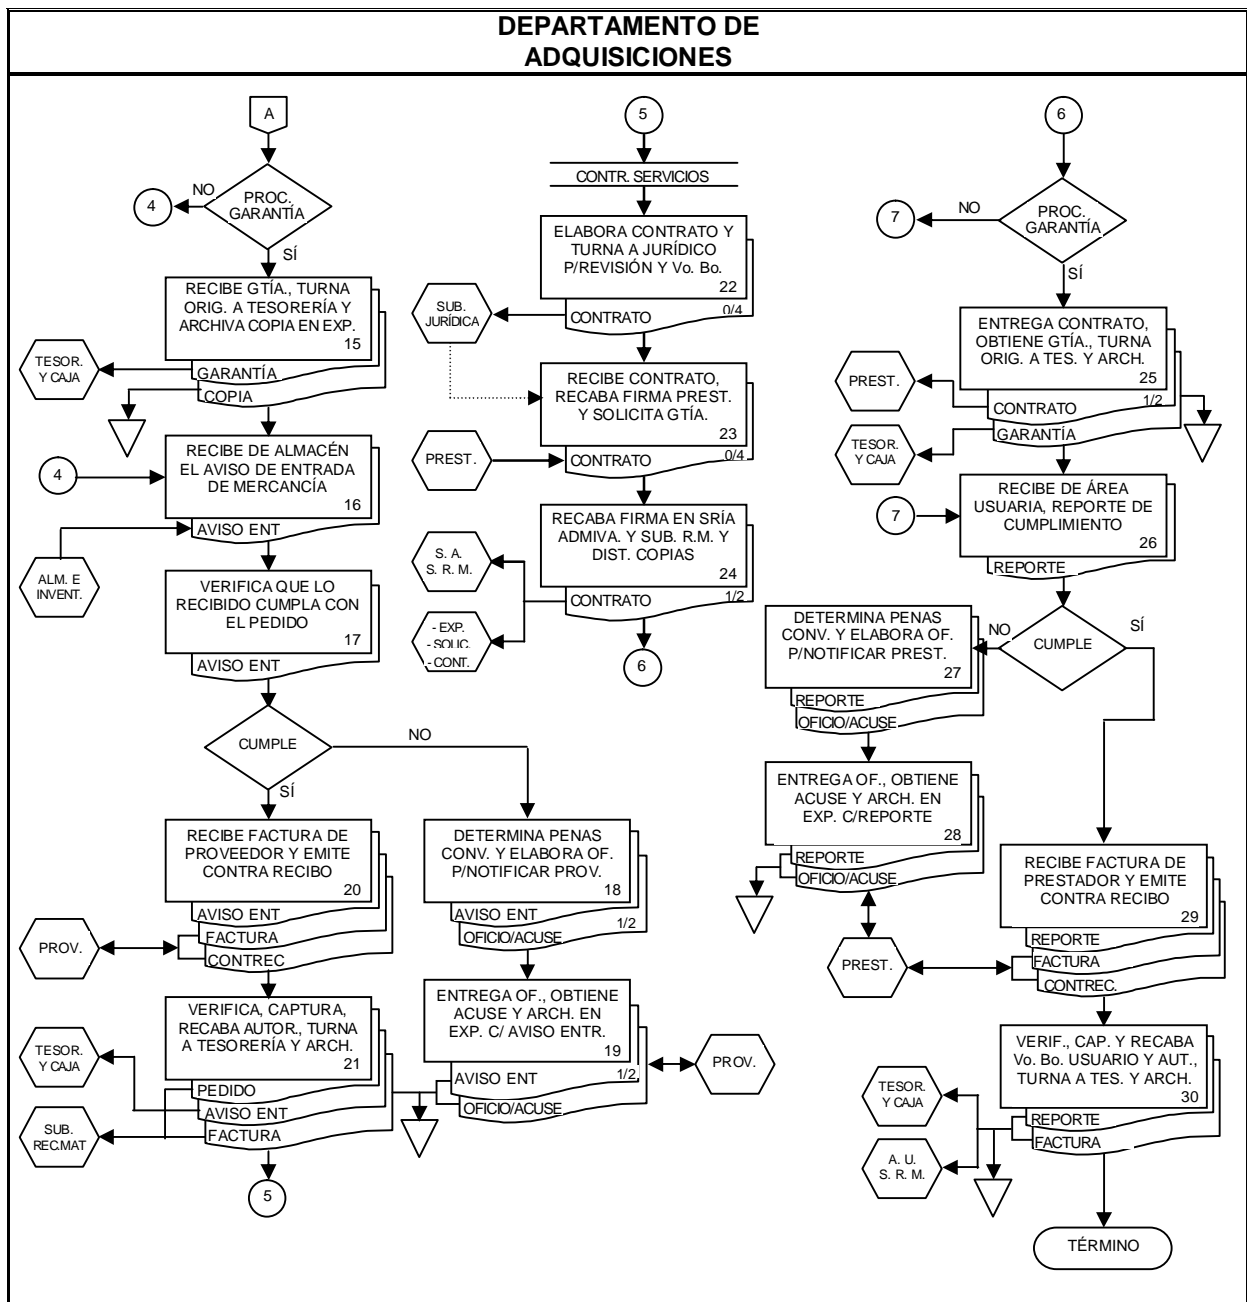 DEPARTAMENTO DE
ADQUISICIONES
A
NO
4
PROC.
GARANTÍA
SÍ
RECIBE GTÍA., TURNA
ORIG. A TESORERÍA Y
ARCHIVA COPIA EN EXP.
15
TESOR.
Y CAJA
GARANTÍA
COPIA
4
RECIBE DE ALMACÉN
EL AVISO DE ENTRADA
DE MERCANCÍA
16
AVISO ENT
ALM. E
INVENT.
VERIFICA QUE LO
RECIBIDO CUMPLA CON
EL PEDIDO
17
AVISO ENT
CUMPLE
NO
SÍ
RECIBE FACTURA DE
PROVEEDOR Y EMITE
CONTRA RECIBO
20
AVISO ENT
FACTURA
CONTREC
PROV.
VERIFICA, CAPTURA,
RECABA AUTOR., TURNA
A TESORERÍA Y ARCH.
21
TESOR.
Y CAJA
PEDIDO
AVISO ENT
FACTURA
SUB.
REC.MAT
5
DETERMINA PENAS
CONV. Y ELABORA OF.
P/NOTIFICAR PROV.
18
AVISO ENT
1/2
OFICIO/ACUSE
ENTREGA OF., OBTIENE
ACUSE Y ARCH. EN
EXP. C/ AVISO ENTR.
19
AVISO ENT
1/2
OFICIO/ACUSE
PROV.
5
CONTR. SERVICIOS
ELABORA CONTRATO Y
TURNA A JURÍDICO
P/REVISIÓN Y Vo. Bo.
22
0/4
CONTRATO
SUB.
JURÍDICA
RECIBE CONTRATO,
RECABA FIRMA PREST.
Y SOLICITA GTÍA.
23
0/4
CONTRATO
PREST.
RECABA FIRMA EN SRÍA
ADMIVA. Y SUB. R.M. Y
DIST. COPIAS
24
1/2
CONTRATO
S. A.
S. R. M.
- EXP.
- SOLIC.
- CONT.
6
6
NO
7
PROC.
GARANTÍA
SÍ
ENTREGA CONTRATO,
OBTIENE GTÍA., TURNA
ORIG. A TES. Y ARCH.
25
1/2
PREST.
CONTRATO
GARANTÍA
TESOR.
Y CAJA
7
RECIBE DE ÁREA
USUARIA, REPORTE DE
CUMPLIMIENTO
26
REPORTE
CUMPLE
NO
SÍ
DETERMINA PENAS
CONV. Y ELABORA OF.
P/NOTIFICAR PREST.
27
REPORTE
OFICIO/ACUSE
ENTREGA OF., OBTIENE
ACUSE Y ARCH. EN
EXP. C/REPORTE
28
REPORTE
OFICIO/ACUSE
PREST.
RECIBE FACTURA DE
PRESTADOR Y EMITE
CONTRA RECIBO
29
REPORTE
FACTURA
CONTREC.
VERIF., CAP. Y RECABA
Vo. Bo. USUARIO Y AUT.,
TURNA A TES. Y ARCH.
30
REPORTE
FACTURA
TESOR.
Y CAJA
A. U.
S. R. M.
TÉRMINO